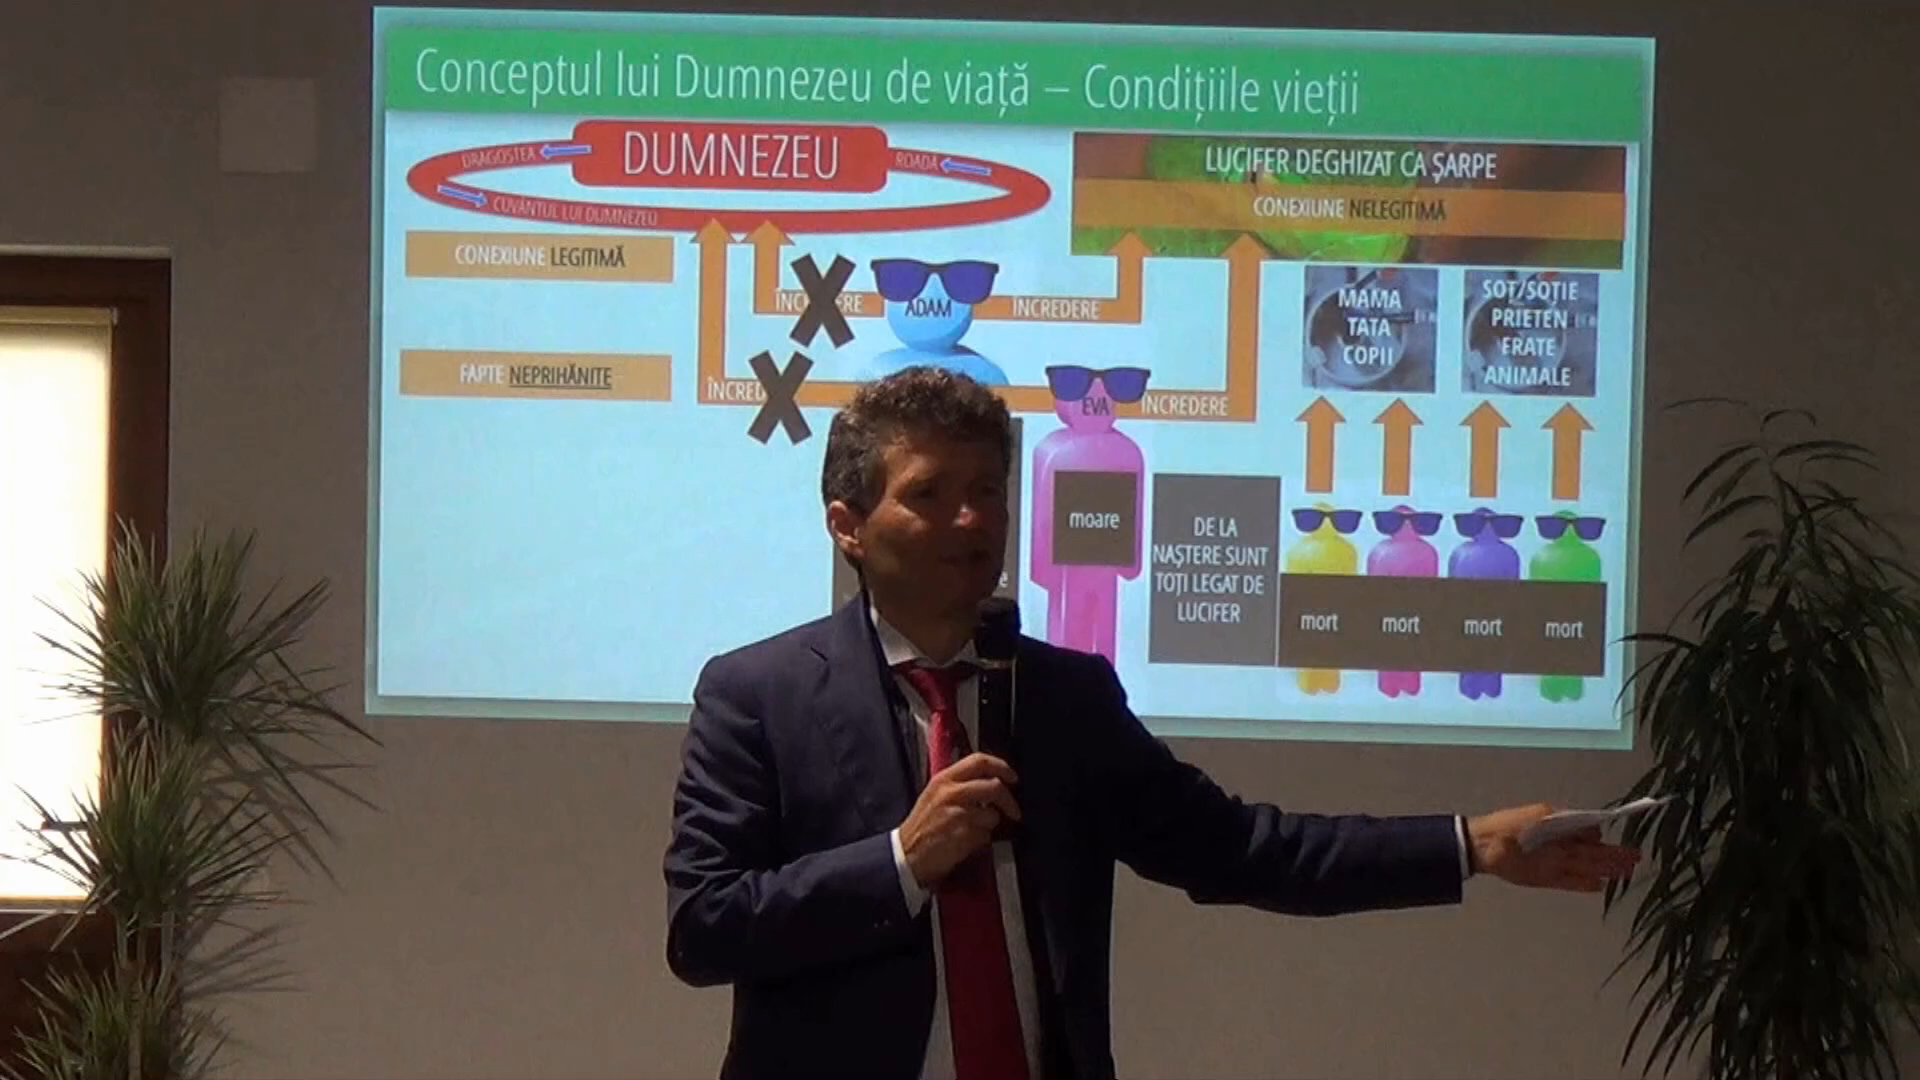 Conceptul lui Dumnezeu de viață – Condițiile vieții
DRAGOSTEA
DUMNEZEU
ROADA
CUVÂNTUL LUI DUMNEZEU
LUCIFER DEGHIZAT CA ȘARPE
CONEXIUNE NELEGITIMĂ
CONEXIUNE LEGITIMĂ
ADAM
INCREDERE
MAMA
TATA
COPII
SOȚ/SOȚIE
PRIETEN
FRATE
ANIMALE
FAPTE NEPRIHĂNITE
EVA
INCREDERE
moare
DE LA
NAȘTERE SUNT
TOȚI LEGAT DE
LUCIFER
mort
mort
mort
mort